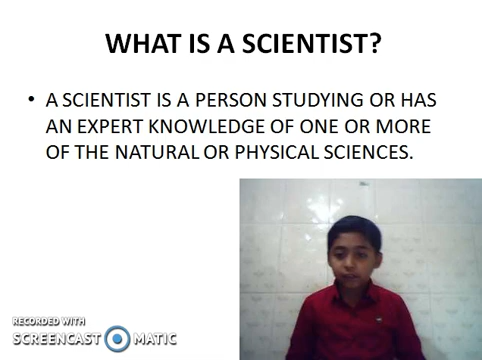 WHAT IS A SCIENTIST?
• A SCIENTIST IS A PERSON STUDYING OR HAS
AN EXPERT KNOWLEDGE OF ONE OR MORE
OF THE NATURAL OR PHYSICAL SCIENCES.
RECORDED WITH
SCREENCAST MATIC